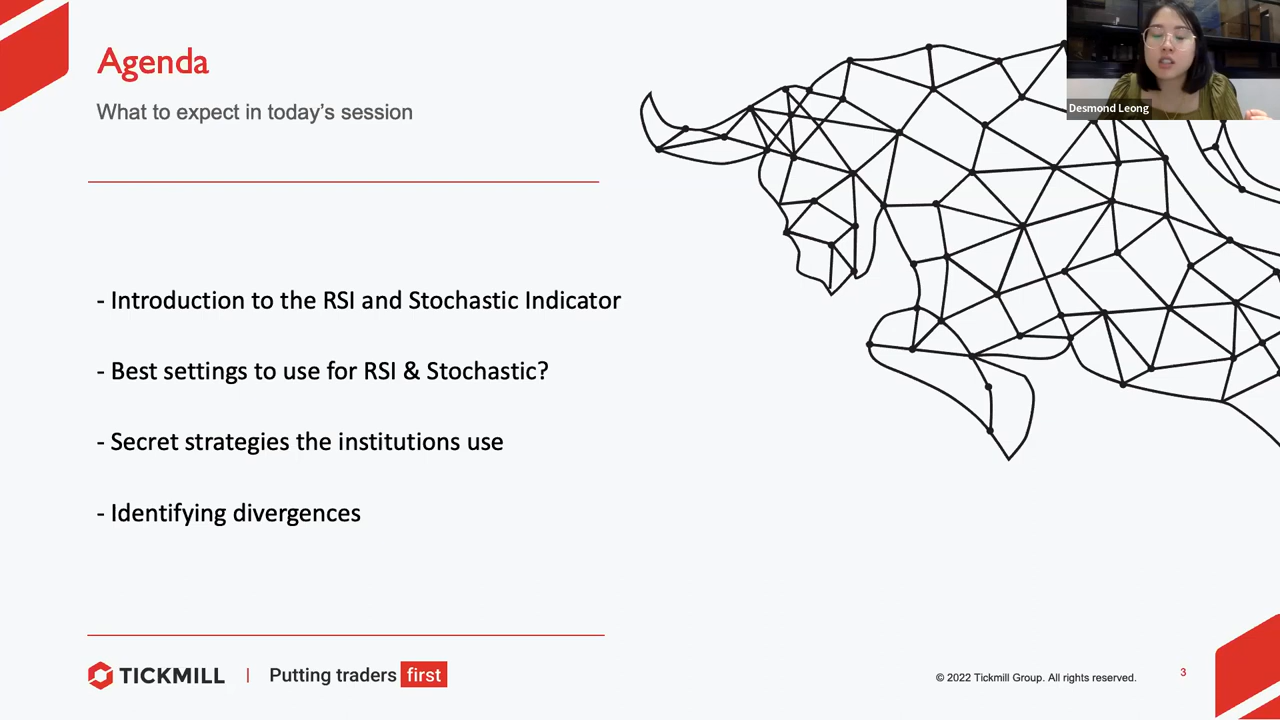 Agenda
What to expect in today's session
Desmond Leong
- Introduction to the RSI and Stochastic Indicator
- Best settings to use for RSI & Stochastic?
- Secret strategies the institutions use
- Identifying divergences
TICKMILL | Putting traders first
© 2022 Tickmill Group. All rights reserved.
3